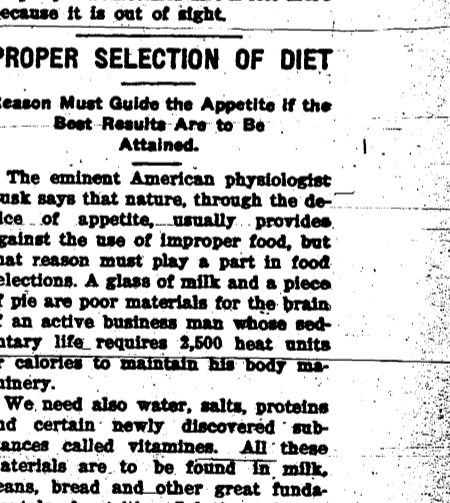 ecause it is out of sight.
PROPER SELECTION OF DIET
eason Must Guide the Appetite if the
Best Results Are to Be
Attained.
The eminent American physiologist
usk says that nature, through the de-
ice of appetite, usually provides
gainst the use of improper food, but
hat reason must play a part in food
elections. A glass of milk and a piece
f pie are poor materials for the brain
f an active business man whose sed-
ntary life requires 2,500 heat units
r calories to maintain his body ma-
hinery.
We need also water, salts, proteins
nd certain newly discovered sub-
tances called vitamines. All these
aterials are to be found in milk,
eans, bread and other great funda-